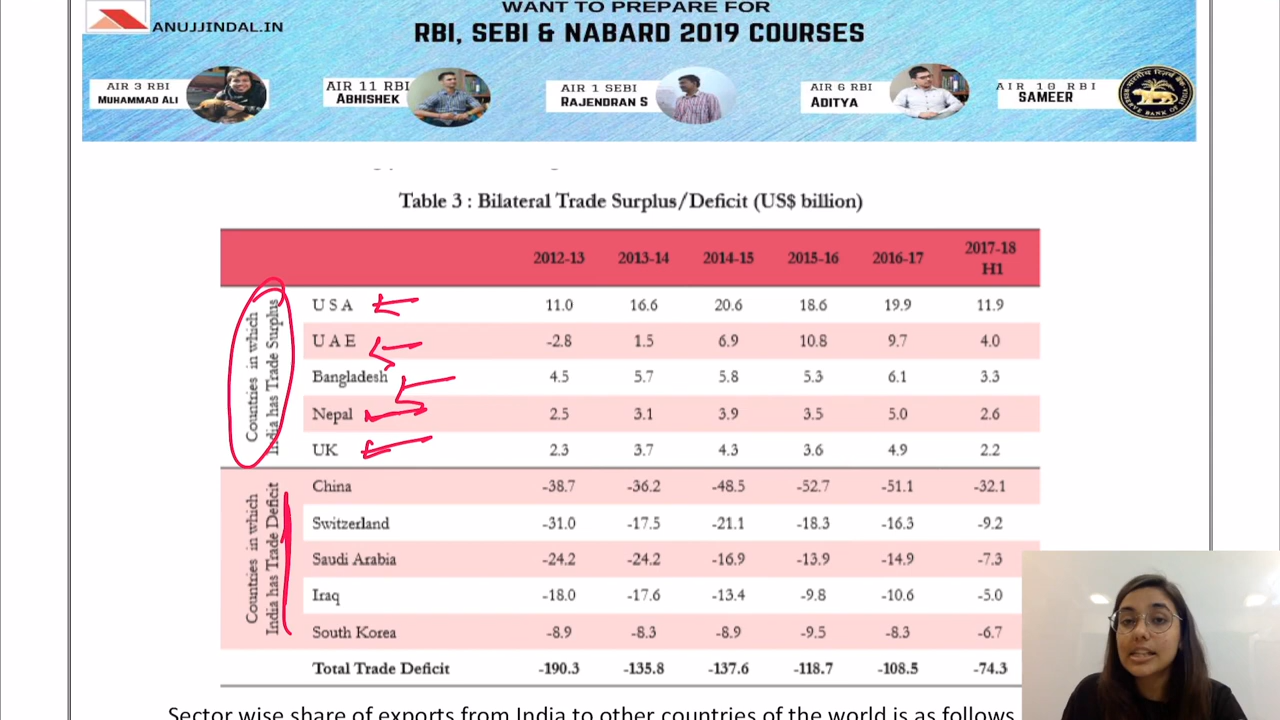 WANT TO PREPARE FOR
ANUJJINDAL.IN
RBI, SEBI & NABARD 2019 COURSES
AIR 3 RBI
MUHAMMAD ALI
AIR 11 RBI
ABHISHEK
AIR 1 SEBI
RAJENDRAN S
AIR 6 RBI
ADITYA
AIR 10 RBI
SAMEER
Table 3 : Bilateral Trade Surplus/Deficit (US$ billion)
2012-13 2013-14 2014-15 2015-16 2016-17 2017-18 H1
Countries in which
India has Trade Surplus
U S A 11.0 16.6 20.6 18.6 19.9 11.9
U A E -2.8 1.5 6.9 10.8 9.7 4.0
Bangladesh 4.5 5.7 5.8 5.3 6.1 3.3
Nepal 2.5 3.1 3.9 3.5 5.0 2.6
UK 2.3 3.7 4.3 3.6 4.9 2.2
Countries in which
India has Trade Deficit
China -38.7 -36.2 -48.5 -52.7 -51.1 -32.1
Switzerland -31.0 -17.5 -21.1 -18.3 -16.3 -9.2
Saudi Arabia -24.2 -24.2 -16.9 -13.9 -14.9 -7.3
Iraq -18.0 -17.6 -13.4 -9.8 -10.6 -5.0
South Korea -8.9 -8.3 -8.9 -9.5 -8.3 -6.7
Total Trade Deficit -190.3 -135.8 -137.6 -118.7 -108.5 -74.3
Sector wise share of exports from India to other countries of the world is as follows